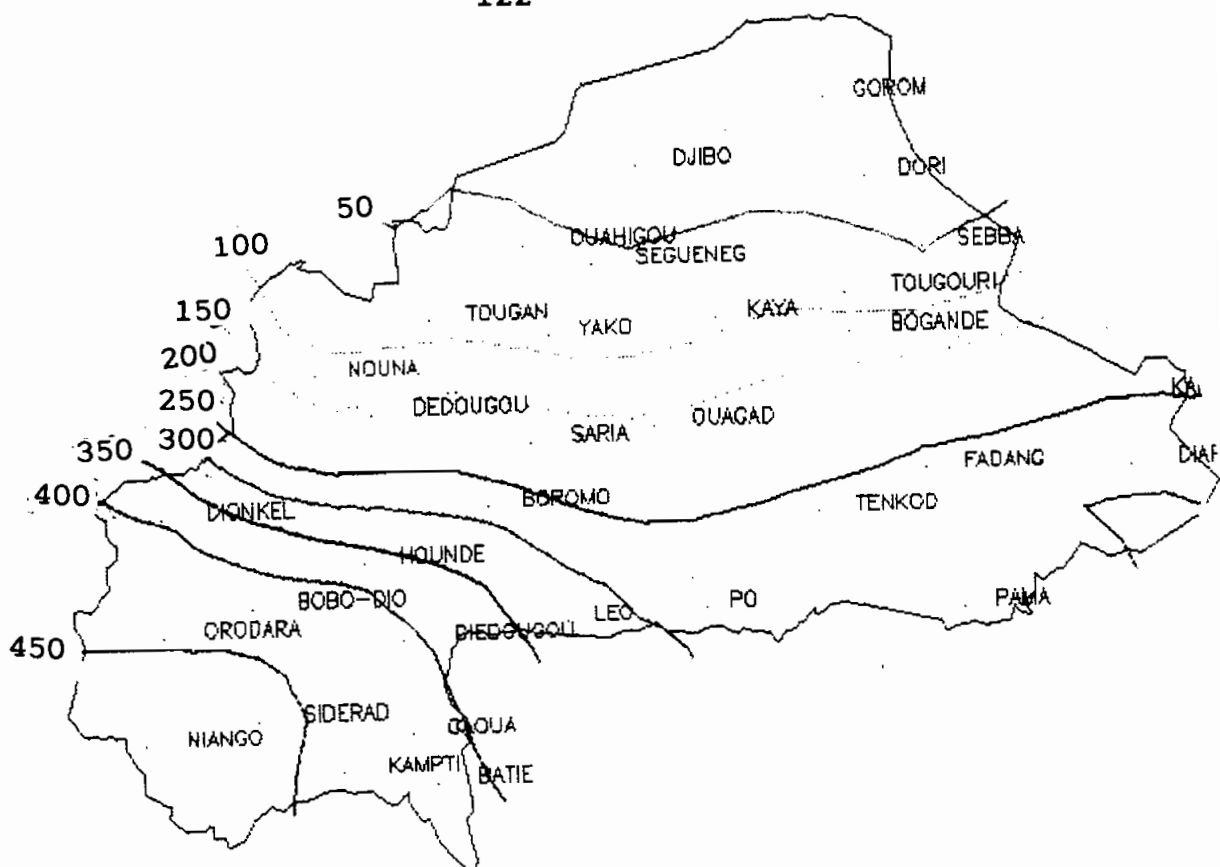 122
GOROM
DJIBO
DORI
50
OUAHIGOU
SEBBA
100
SEGUENEG
TOUGOURI
150
TOUGAN
YAKO
KAYA
BOGANDE
200
NOUNA
250
DEDOUGOU
OUAGAD
KA
300
SARIA
350
FADANG
DIAP
400
DIONKEL
BOROMO
TENKOD
HOUNDE
BOBO-DIO
LEO
PO
PAMA
ORODARA
DIEDOUGOU
450
SIDERAD
GAOUA
NIANGO
KAMPTI
BATIE